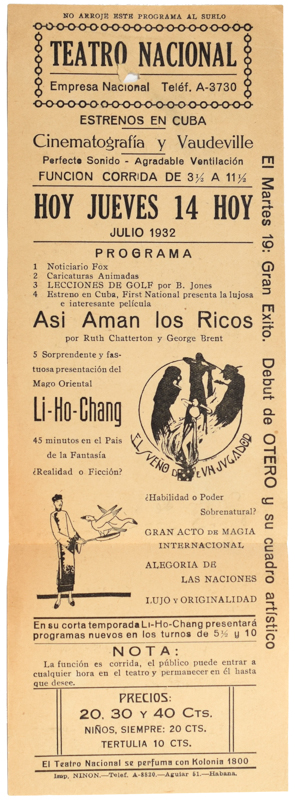 NO ARROJE ESTE PROGRAMA AL SUELO
TEATRO NACIONAL
Empresa Nacional Teléf. A-3730
ESTRENOS EN CUBA
Cinematografía y Vaudeville
Perfecto Sonido - Agradable Ventilación
FUNCION CORRIDA DE 3½ A 11½
HOY JUEVES 14 HOY
JULIO 1932
PROGRAMA
1 Noticiario Fox
2 Caricaturas Animadas
3 LECCIONES DE GOLF por B. Jones
4 Estreno en Cuba, First National presenta la lujosa
e interesante película
Asi Aman los Ricos
por Ruth Chatterton y George Brent
5 Sorprendente y fas-
tuosa presentación del
Mago Oriental
Li-Ho-Chang
45 minutos en el Pais
de la Fantasía
¿Realidad o Ficción?
EL SUEÑO DE UN JUGADOR
¿Habilidad o Poder
Sobrenatural?
GRAN ACTO DE MAGIA
INTERNACIONAL
ALEGORIA DE
LAS NACIONES
LUJO Y ORIGINALIDAD
En su corta temporada Li-Ho-Chang presentará
programas nuevos en los turnos de 5½ y 10
NOTA:
La función es corrida, el público puede entrar a
cualquier hora en el teatro y permanecer en él hasta
que desee.
PRECIOS:
20. 30 Y 40 CTS.
NIÑOS, SIEMPRE: 20 CTS.
TERTULIA 10 CTS.
El Teatro Nacional se perfuma con Kolonia 1800
Imp. NINON.—Telef. A-8820.—Aguiar 51.—Habana.
El Martes 19: Gran Exito. Debut de OTERO y su cuadro artístico